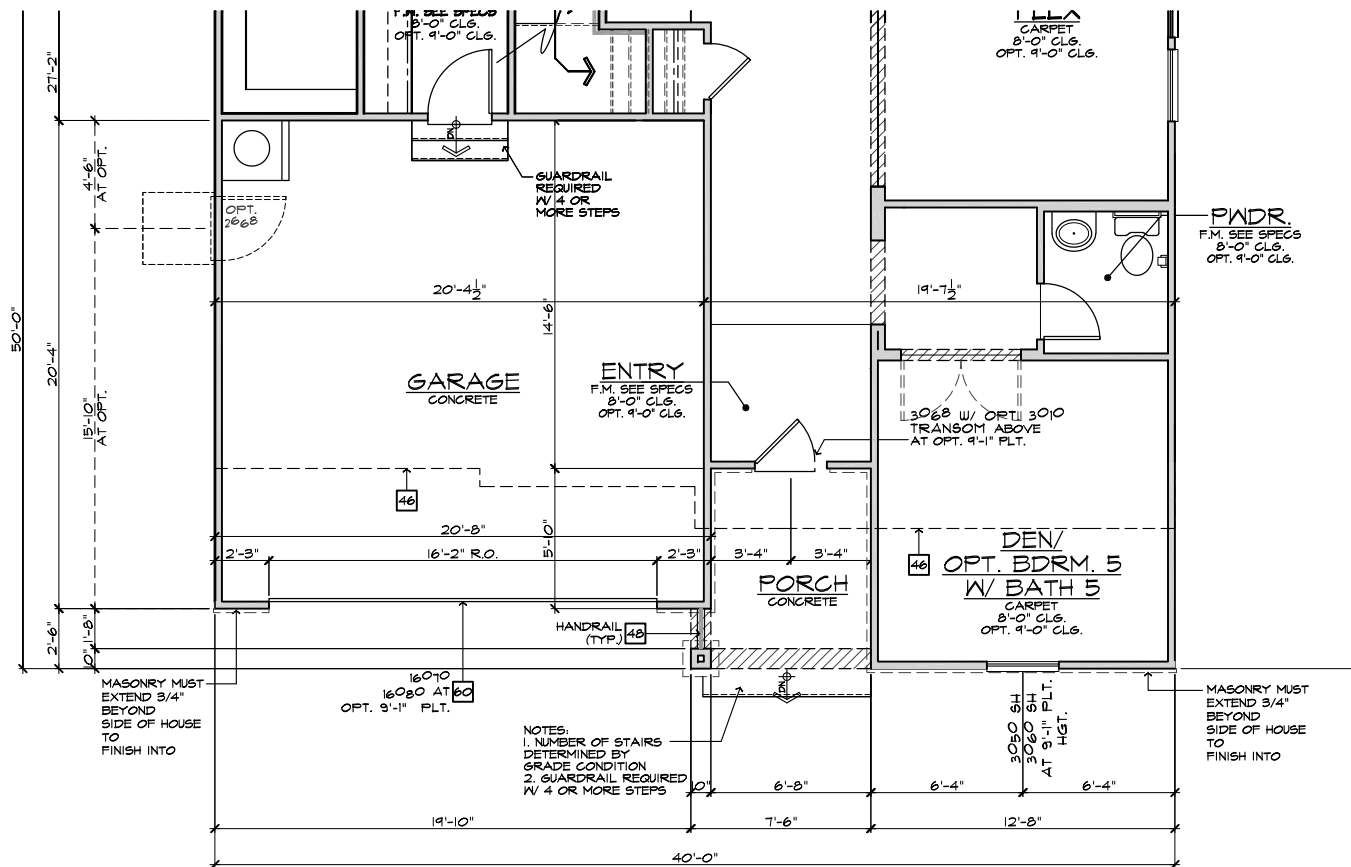 F.M. SEE SPECS
8'-0" CLG.
OPT. 9'-0" CLG.
FLEX
CARPET
8'-0" CLG.
OPT. 9'-0" CLG.
27'-2"
4'-6"
AT OPT.
OPT.
2668
DN
GUARDRAIL
REQUIRED
W/ 4 OR
MORE STEPS
PWDR.
F.M. SEE SPECS
8'-0" CLG.
OPT. 9'-0" CLG.
20'-4½"
19'-7½"
50'-0"
20'-4"
14'-6"
15'-10"
AT OPT.
GARAGE
CONCRETE
ENTRY
F.M. SEE SPECS
8'-0" CLG.
OPT. 9'-0" CLG.
3068 W/ OPT. 3010
TRANSOM ABOVE
AT OPT. 9'-1" PLT.
46
20'-8"
2'-3"
16'-2" R.O.
5'-10"
2'-3"
3'-4"
3'-4"
46
DEN/
OPT. BDRM. 5
W/ BATH 5
CARPET
8'-0" CLG.
OPT. 9'-0" CLG.
PORCH
CONCRETE
HANDRAIL
(TYP.)
48
2'-6"
1'-8"
10"
MASONRY MUST
EXTEND 3/4"
BEYOND
SIDE OF HOUSE
TO
FINISH INTO
16070
16080 AT
OPT. 9'-1" PLT.
60
DN
NOTES:
1. NUMBER OF STAIRS
DETERMINED BY
GRADE CONDITION
2. GUARDRAIL REQUIRED
W/ 4 OR MORE STEPS
3050 SH
3060 SH
AT 9'-1" PLT.
HGT.
MASONRY MUST
EXTEND 3/4"
BEYOND
SIDE OF HOUSE
TO
FINISH INTO
10"
6'-8"
6'-4"
6'-4"
19'-10"
7'-6"
12'-8"
40'-0"